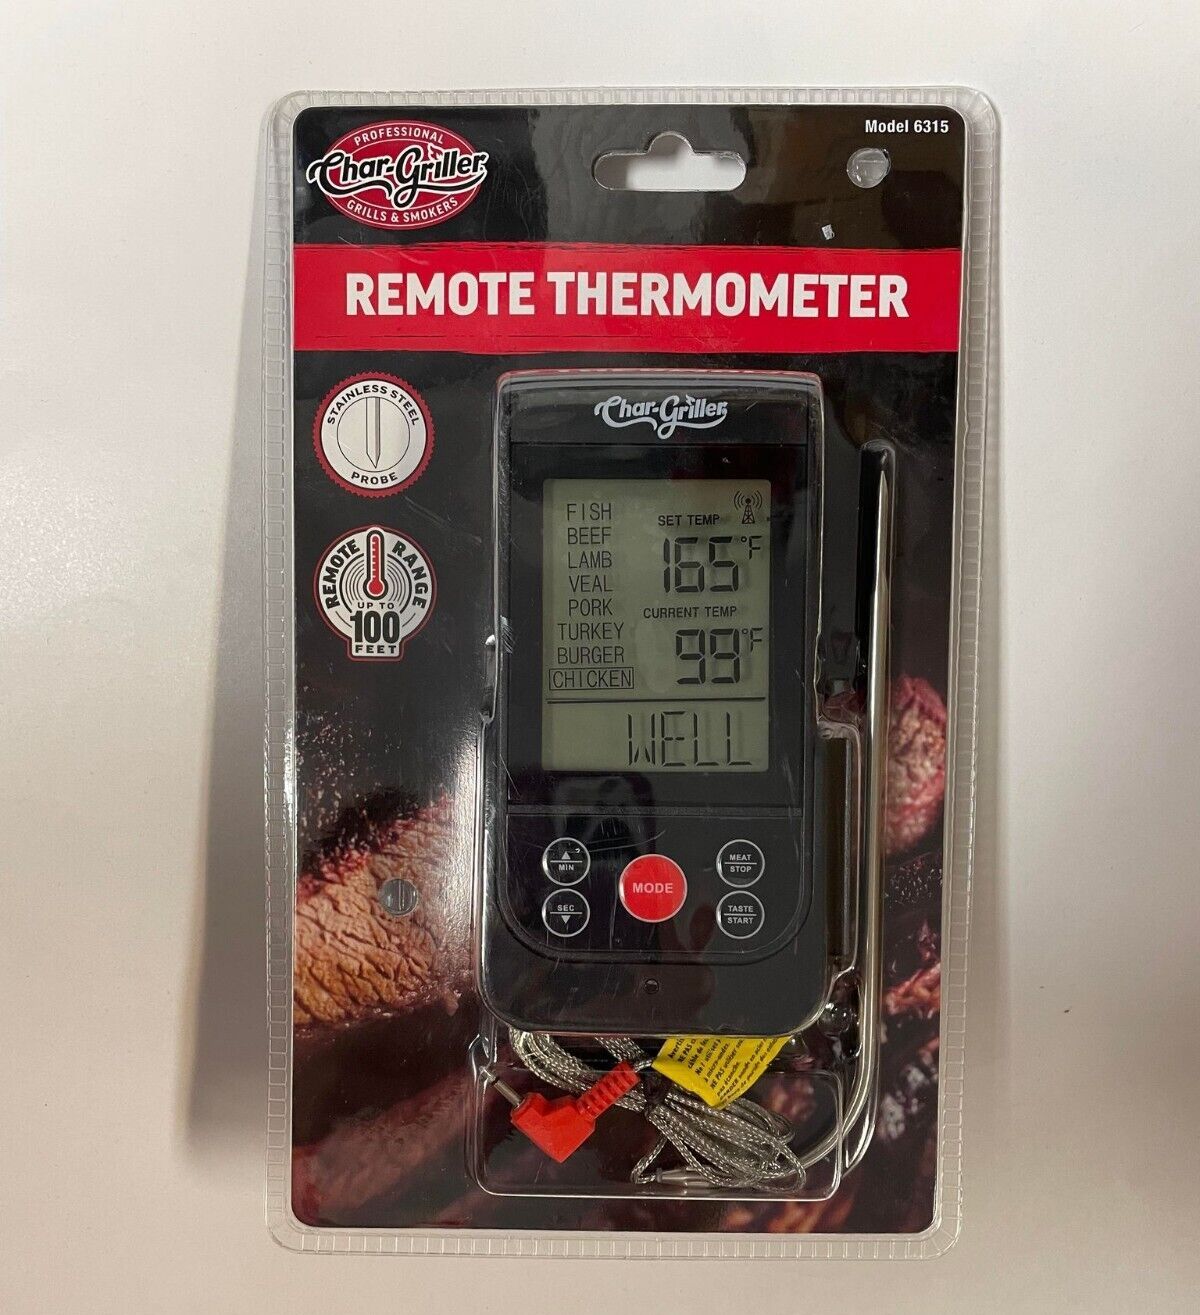 Model 6315
PROFESSIONAL
Char-Griller
GRILLS & SMOKERS
REMOTE THERMOMETER
STAINLESS STEEL
PROBE
REMOTE RANGE
UP TO
100
FEET
Char-Griller
FISH
BEEF
LAMB
VEAL
PORK
TURKEY
BURGER
CHICKEN
SET TEMP
165°F
CURRENT TEMP
99°F
WELL
▲
MIN
SEC
▼
MODE
MEAT
STOP
TASTE
START